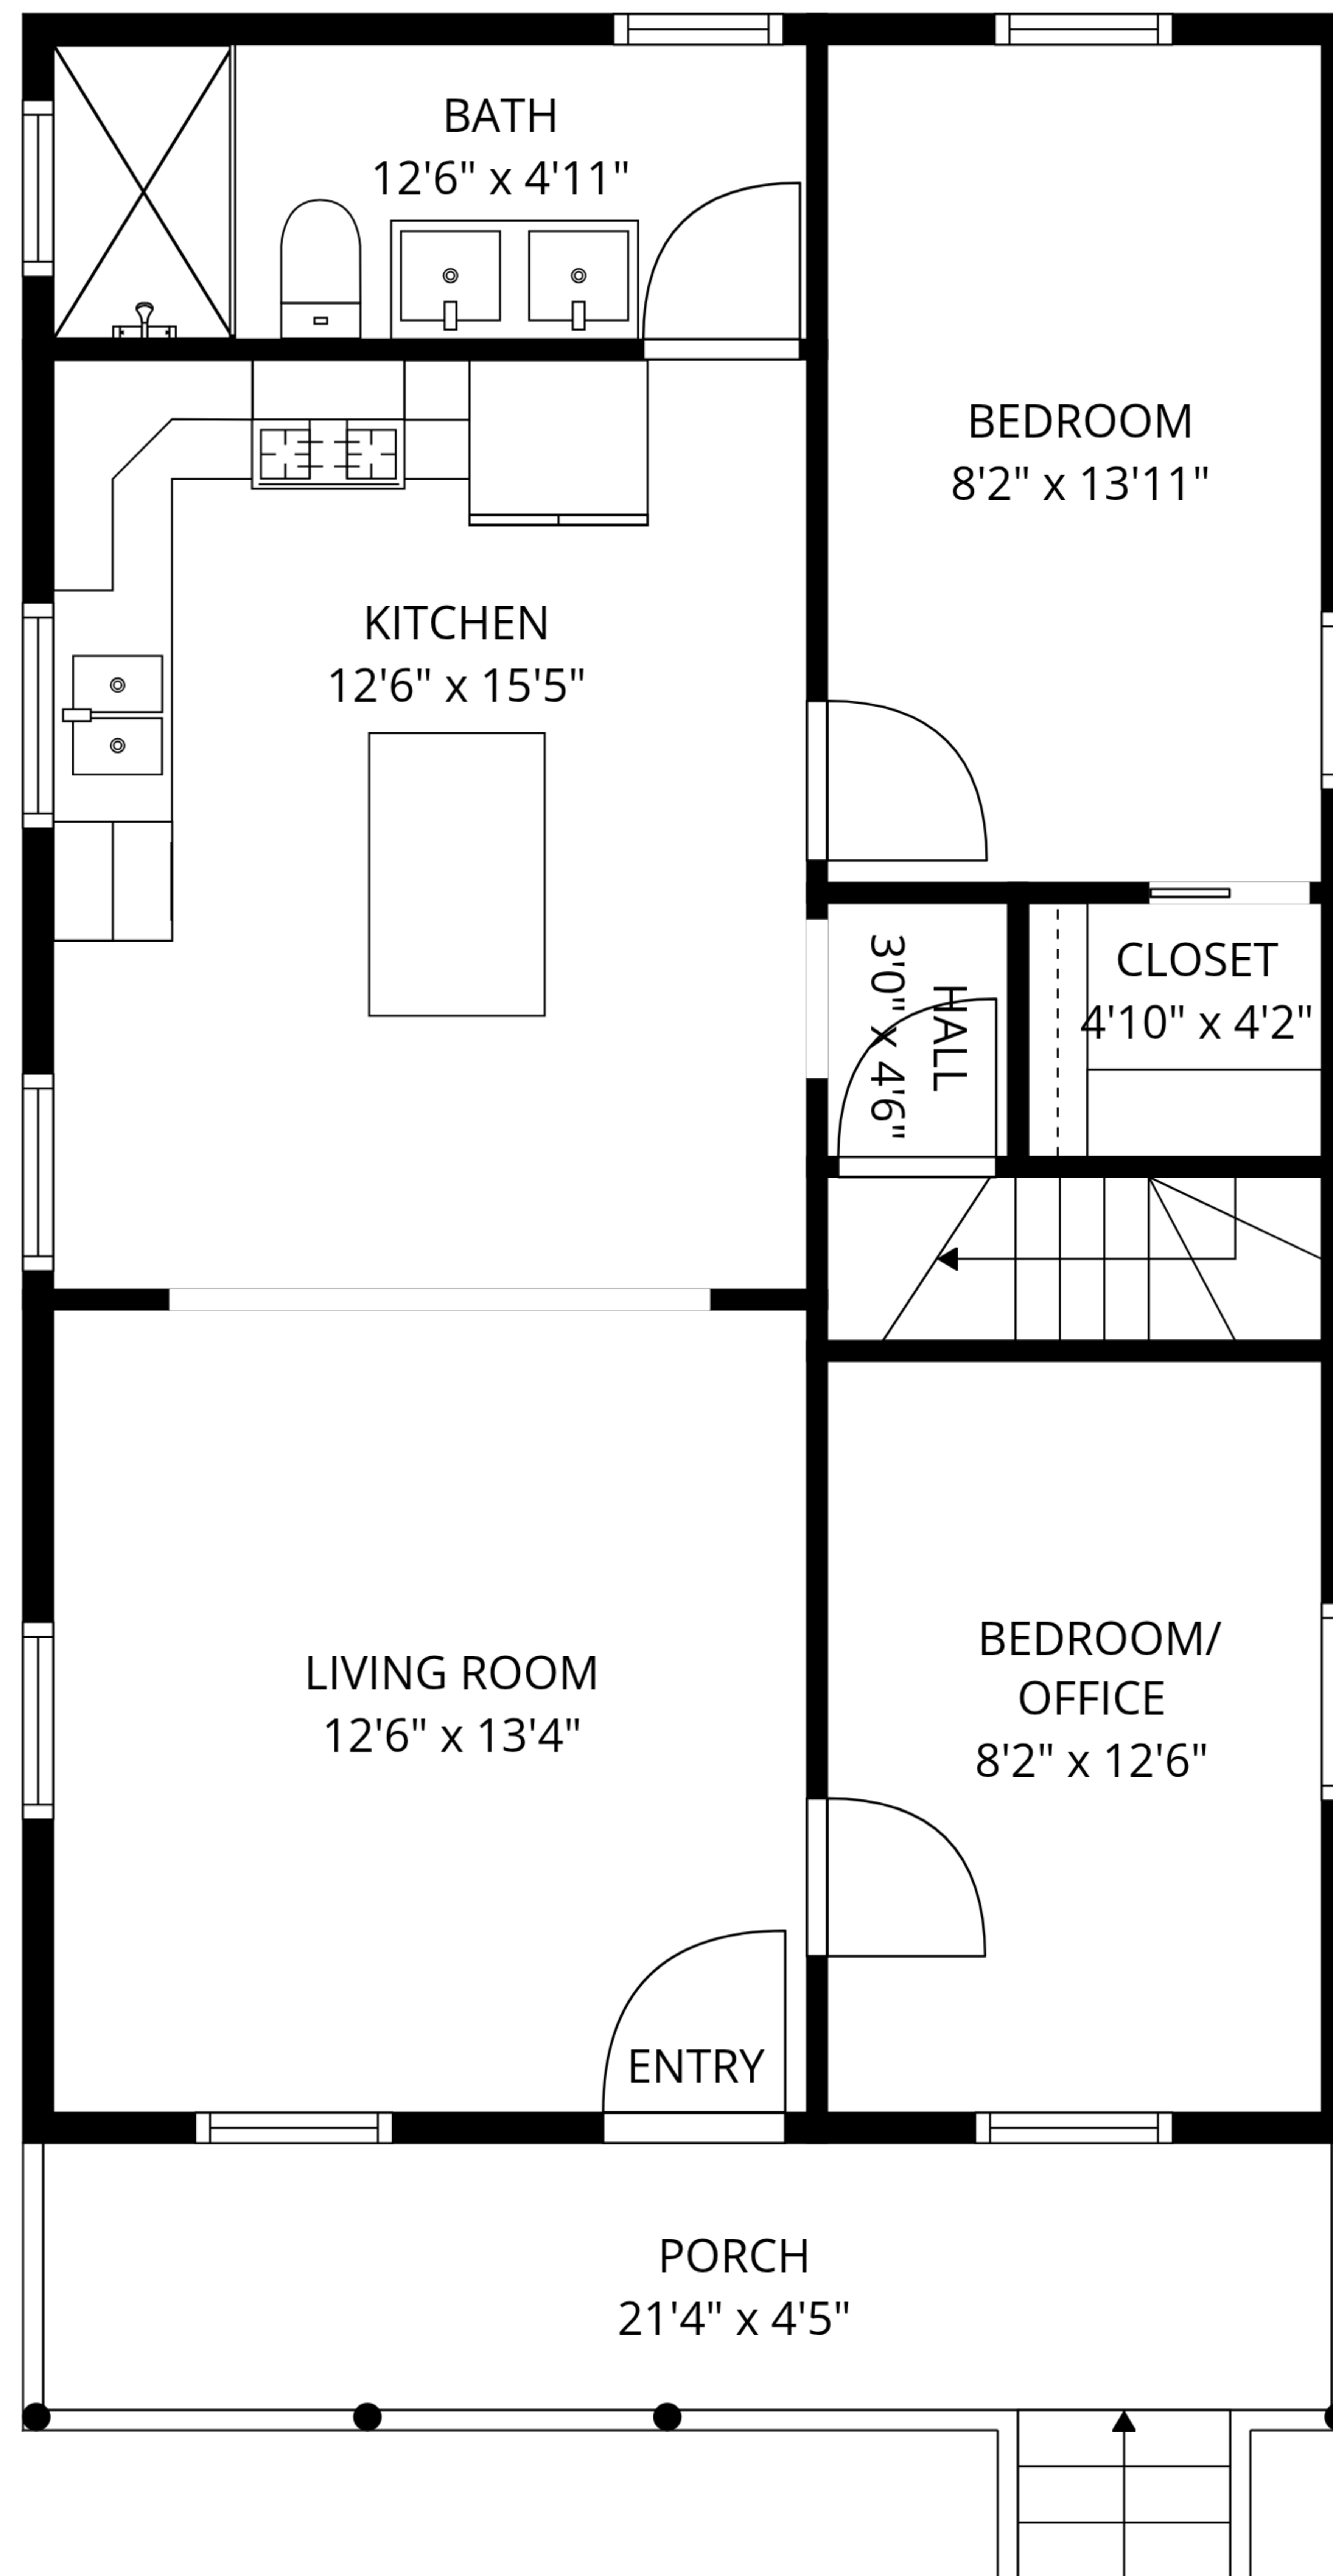 BATH
12'6" x 4'11"
BEDROOM
8'2" x 13'11"
KITCHEN
12'6" x 15'5"
HALL
3'0" x 4'6"
CLOSET
4'10" x 4'2"
LIVING ROOM
12'6" x 13'4"
BEDROOM/
OFFICE
8'2" x 12'6"
ENTRY
PORCH
21'4" x 4'5"